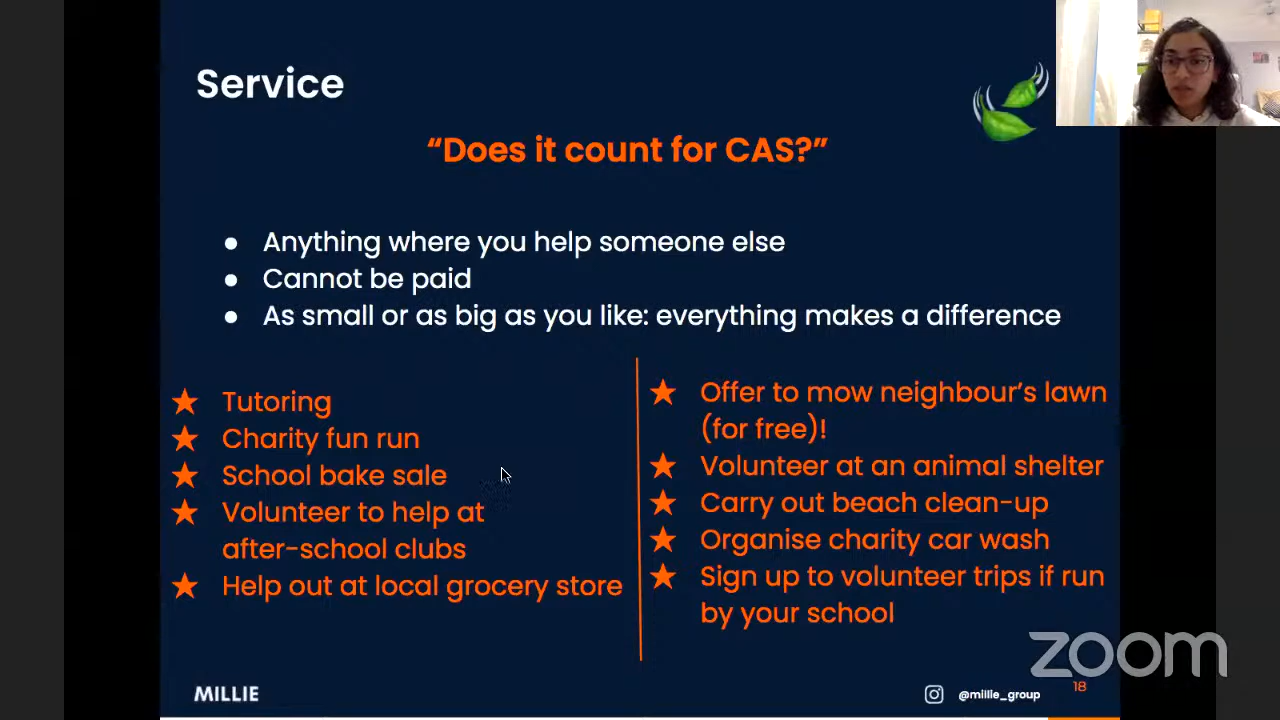 Service
“Does it count for CAS?”
● Anything where you help someone else
● Cannot be paid
● As small or as big as you like: everything makes a difference
★ Tutoring
★ Charity fun run
★ School bake sale
★ Volunteer to help at
after-school clubs
★ Help out at local grocery store
★ Offer to mow neighbour’s lawn
(for free)!
★ Volunteer at an animal shelter
★ Carry out beach clean-up
★ Organise charity car wash
★ Sign up to volunteer trips if run
by your school
zoom
MILLIE
@millie_group
18